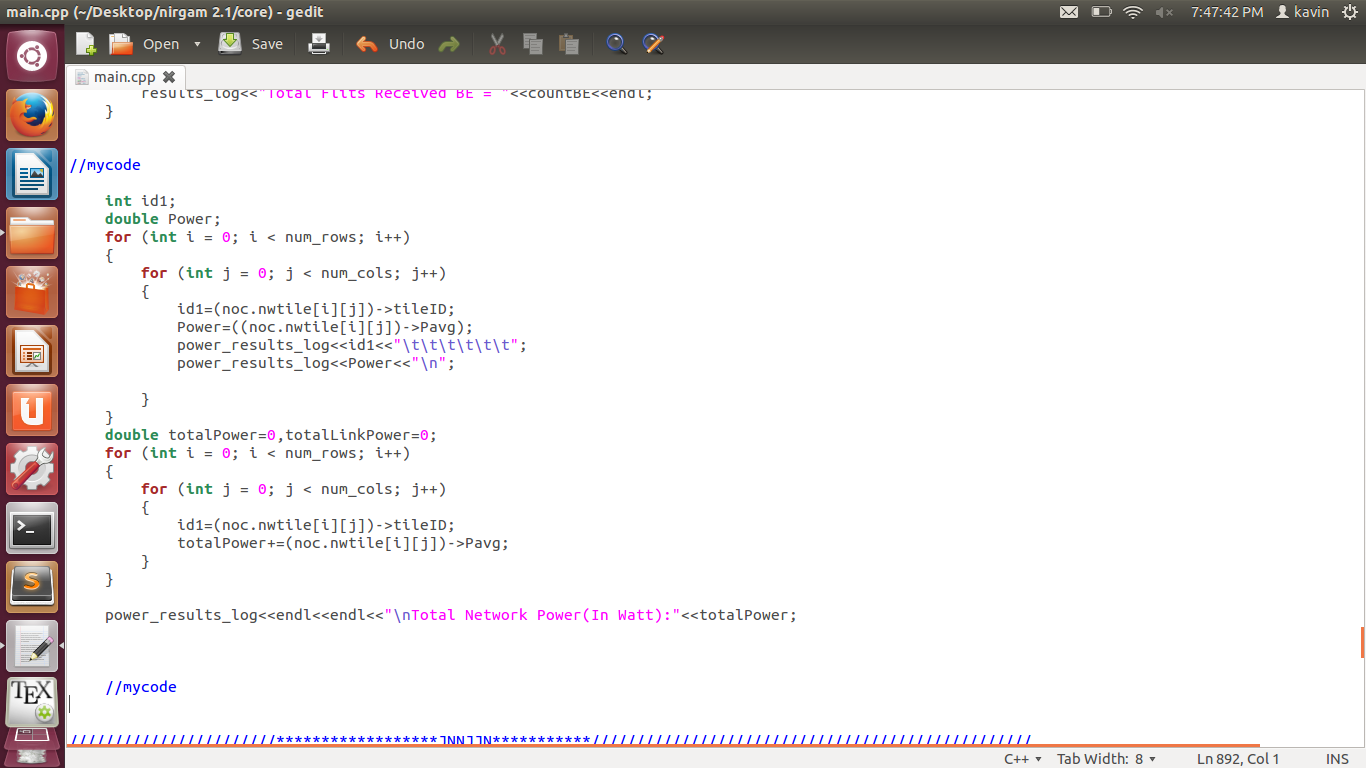 main.cpp (~/Desktop/nirgam 2.1/core) - gedit
7:47:42 PM
kavin
Open
Save
Undo
main.cpp
results_log<<"Total Flits Received BE = "<<countBE<<endl;
}
//mycode
int id1;
double Power;
for (int i = 0; i < num_rows; i++)
{
for (int j = 0; j < num_cols; j++)
{
id1=(noc.nwtile[i][j])->tileID;
Power=((noc.nwtile[i][j])->Pavg);
power_results_log<<id1<<"\t\t\t\t\t\t";
power_results_log<<Power<<"\n";
}
}
double totalPower=0,totalLinkPower=0;
for (int i = 0; i < num_rows; i++)
{
for (int j = 0; j < num_cols; j++)
{
id1=(noc.nwtile[i][j])->tileID;
totalPower+=(noc.nwtile[i][j])->Pavg;
}
}
power_results_log<<endl<<endl<<"\nTotal Network Power(In Watt):"<<totalPower;
//mycode
C++
Tab Width: 8
Ln 892, Col 1
INS
U
>_
S
TEX